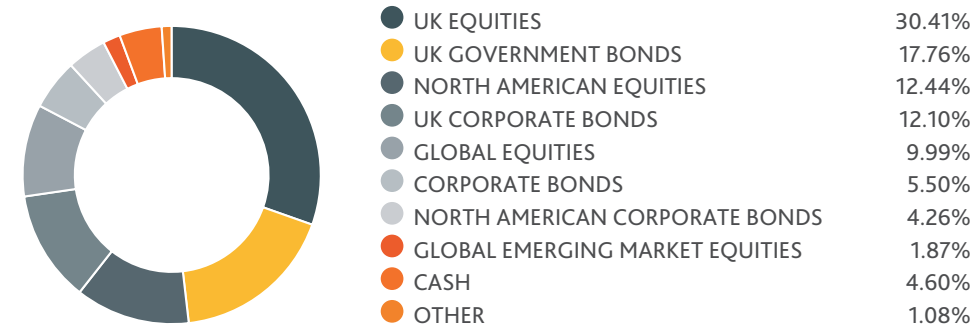 UK EQUITIES 30.41%
UK GOVERNMENT BONDS 17.76%
NORTH AMERICAN EQUITIES 12.44%
UK CORPORATE BONDS 12.10%
GLOBAL EQUITIES 9.99%
CORPORATE BONDS 5.50%
NORTH AMERICAN CORPORATE BONDS 4.26%
GLOBAL EMERGING MARKET EQUITIES 1.87%
CASH 4.60%
OTHER 1.08%